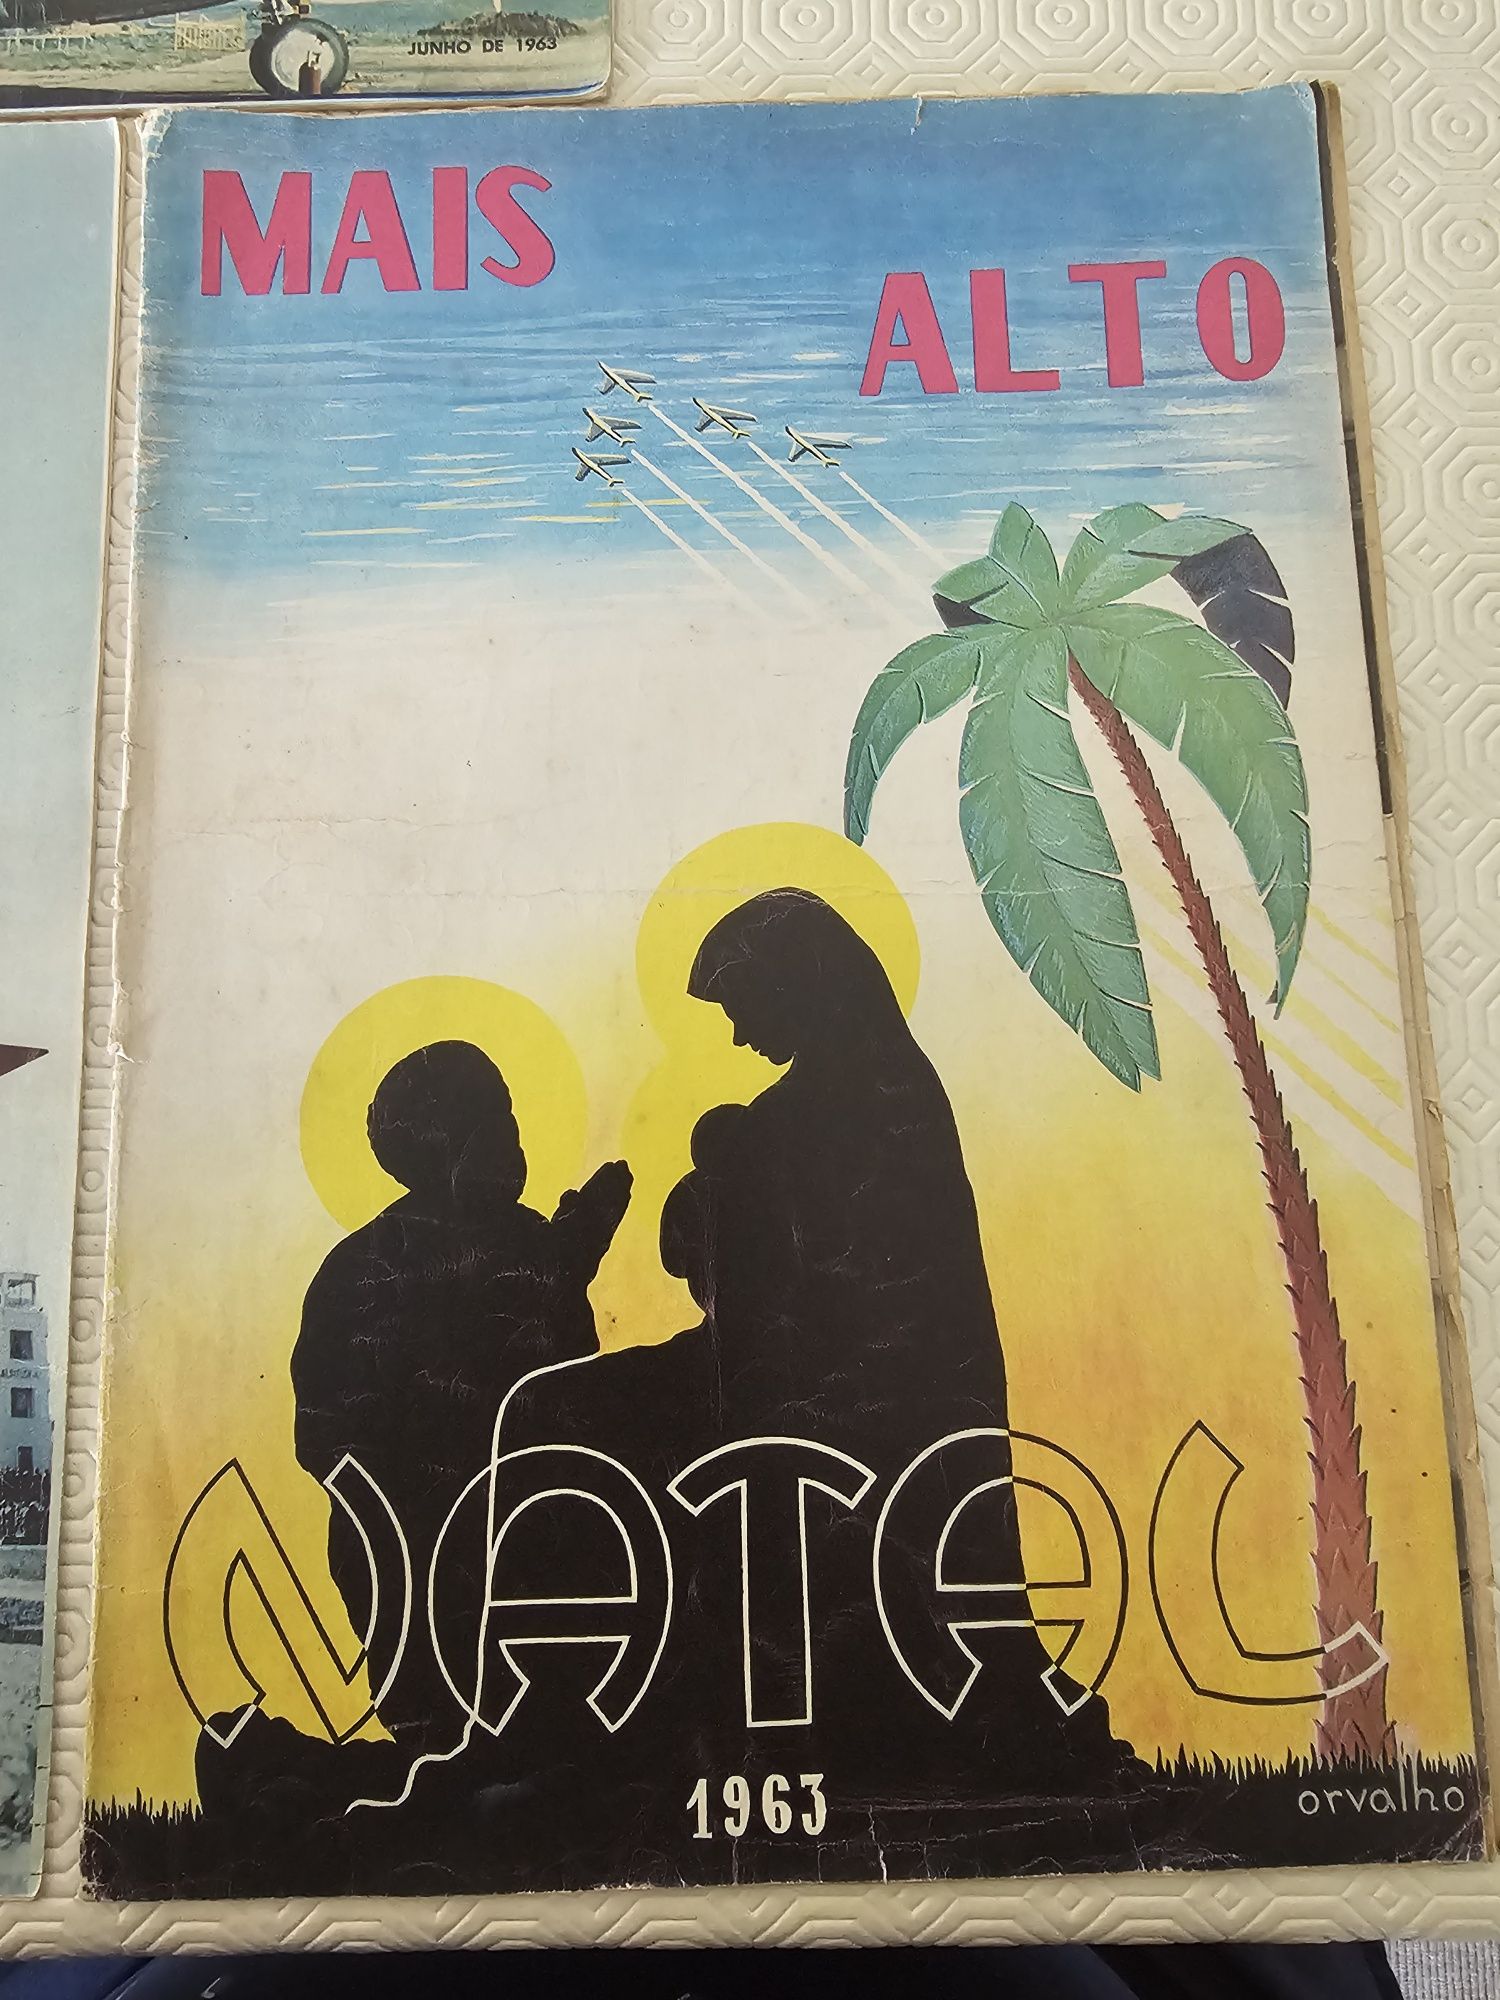 JUNHO DE 1963
MAIS
ALTO
NATAL
1963
orvalho